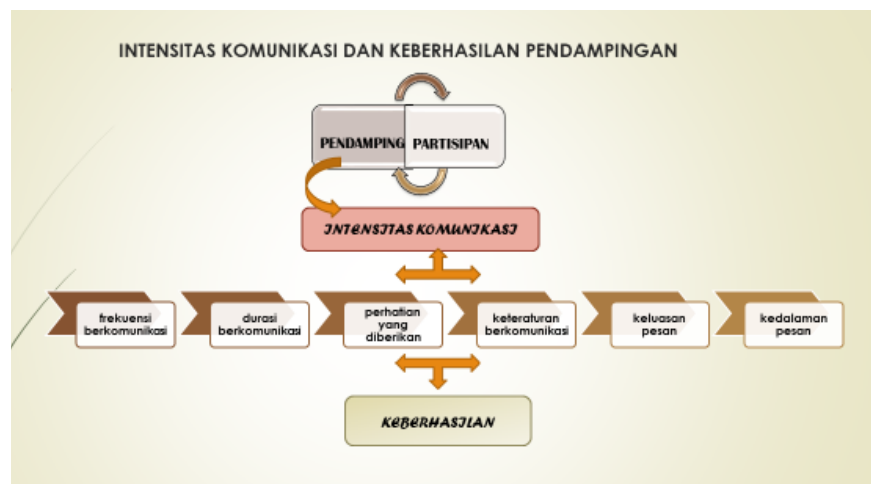 INTENSITAS KOMUNIKASI DAN KEBERHASILAN PENDAMPINGAN
PENDAMPING PARTISIPAN
INTENSITAS KOMUNIKASI
frekuensi
berkomunikasi
durasi
berkomunikasi
perhatian
yang
diberikan
keteraturan
berkomunikasi
keluasan
pesan
kedalaman
pesan
KEBERHASILAN